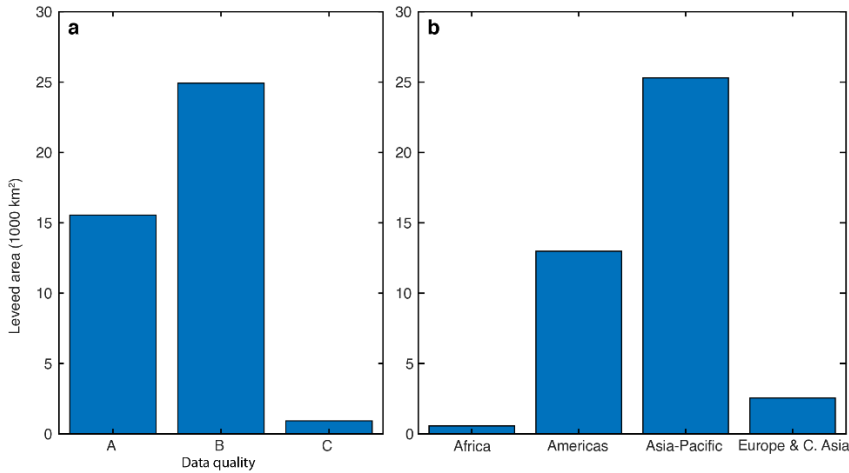 a
30
25
20
15
10
5
0
Leveed area (1000 km²)
A B C
Data quality
b
30
25
20
15
10
5
0
Africa Americas Asia-Pacific Europe & C. Asia